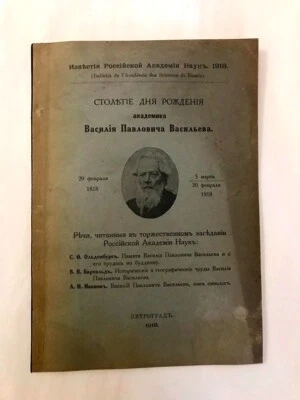 Извѣстія Россійской Академіи Наукъ. 1918.
(Bulletin de l'Académie des Sciences de Russie).
СТОЛѢТІЕ ДНЯ РОЖДЕНІЯ
академика
Василія Павловича Васильева.
20 февраля
1818
5 марта
20 февраля
1918
Рѣчи, читанныя въ торжественномъ засѣданіи
Россійской Академіи Наукъ:
С. Ѳ. Ольденбургъ. Памяти Василія Павловича Васильева и о
его трудахъ по буддизму.
В. В. Бартольдъ. Историческіе и географическіе труды Василія
Павловича Васильева.
А. И. Ивановъ. Василій Павловичъ Васильевъ, какъ синологъ
ПЕТРОГРАДЪ.
1918.